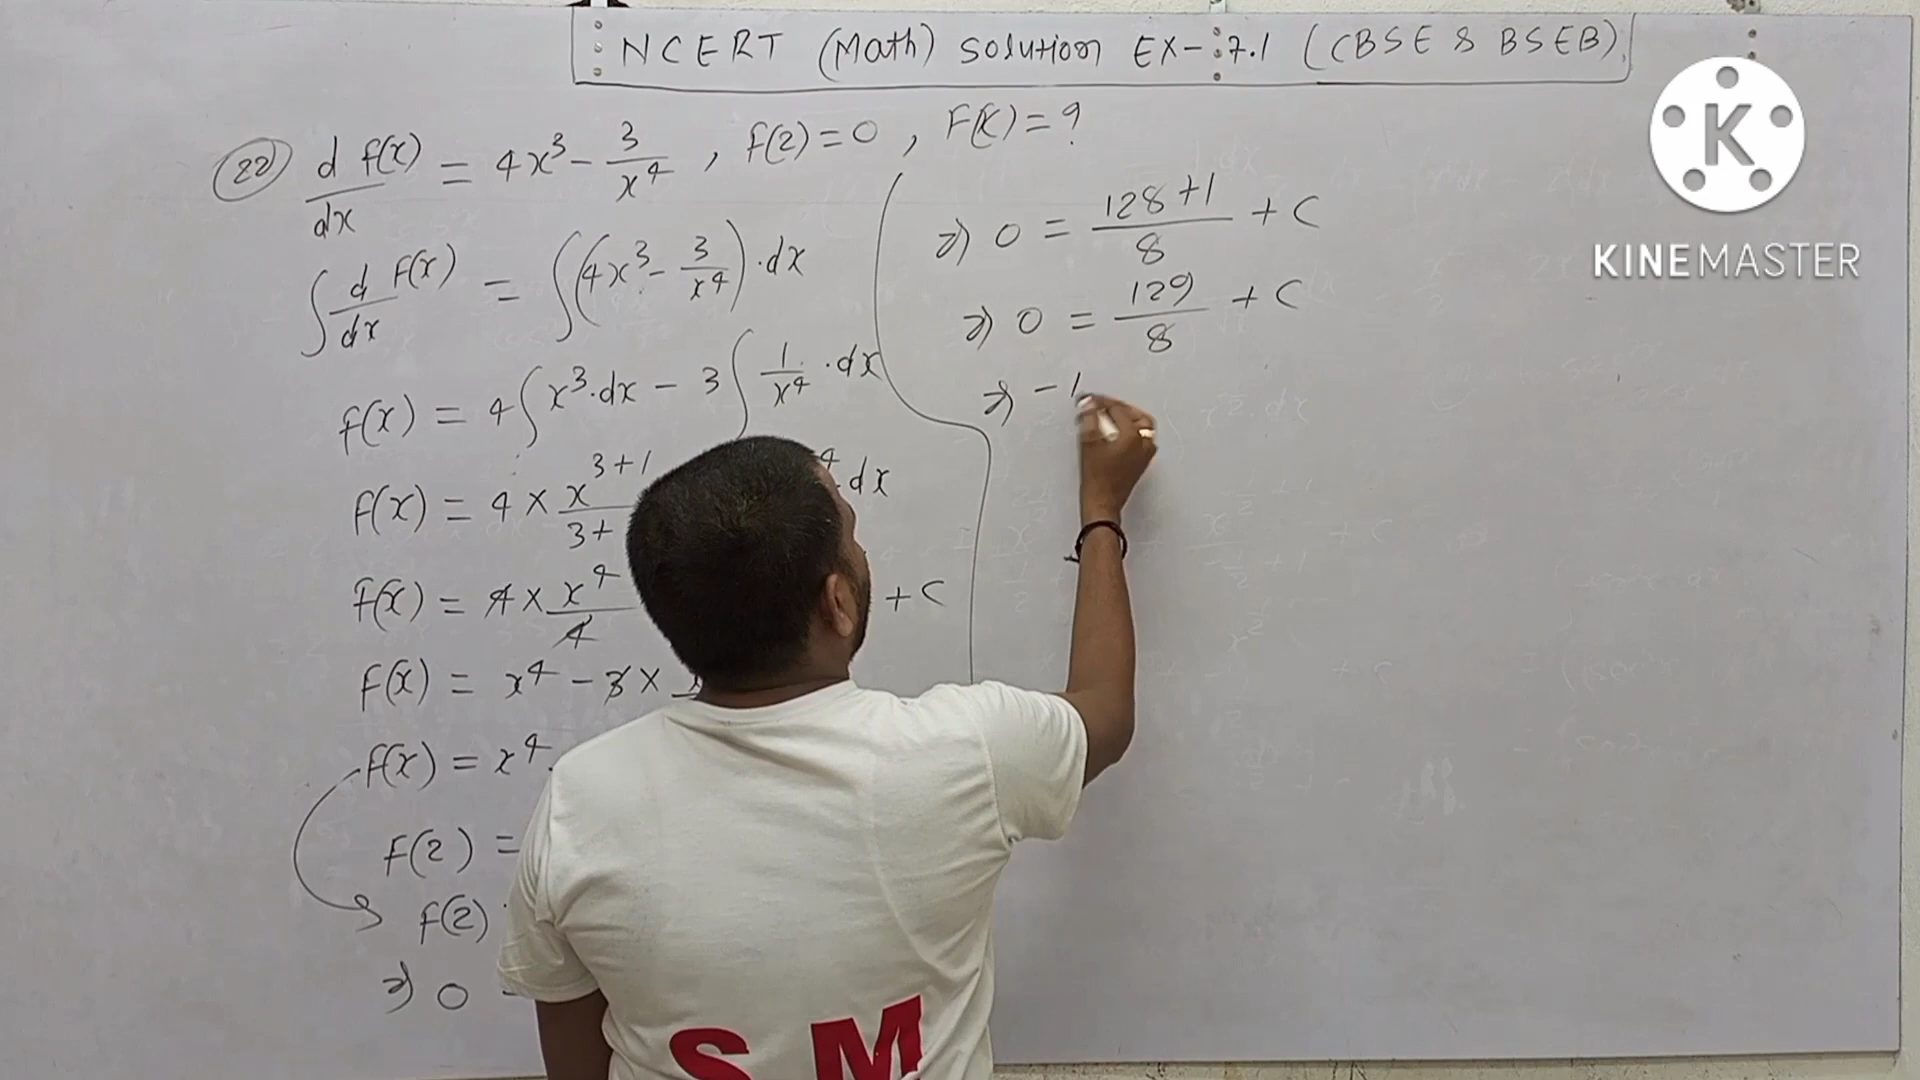 NCERT (Math) Solution EX-7.1 (CBSE & BSEB)
22) d f(x)/dx = 4x³ - 3/x⁴, f(2) = 0, F(x) = ?
∫ d/dx f(x) = ∫(4x³ - 3/x⁴).dx
f(x) = 4∫x³.dx - 3∫1/x⁴ .dx
f(x) = 4 × x³⁺¹/3+ dx
f(x) = 4 × x⁴/4 + C
f(x) = x⁴ - 3 ×
f(x) = x⁴
f(2) =
f(2)
⇒ 0
⇒ 0 = 128+1/8 + C
⇒ 0 = 129/8 + C
⇒ -1
KINEMASTER
S M